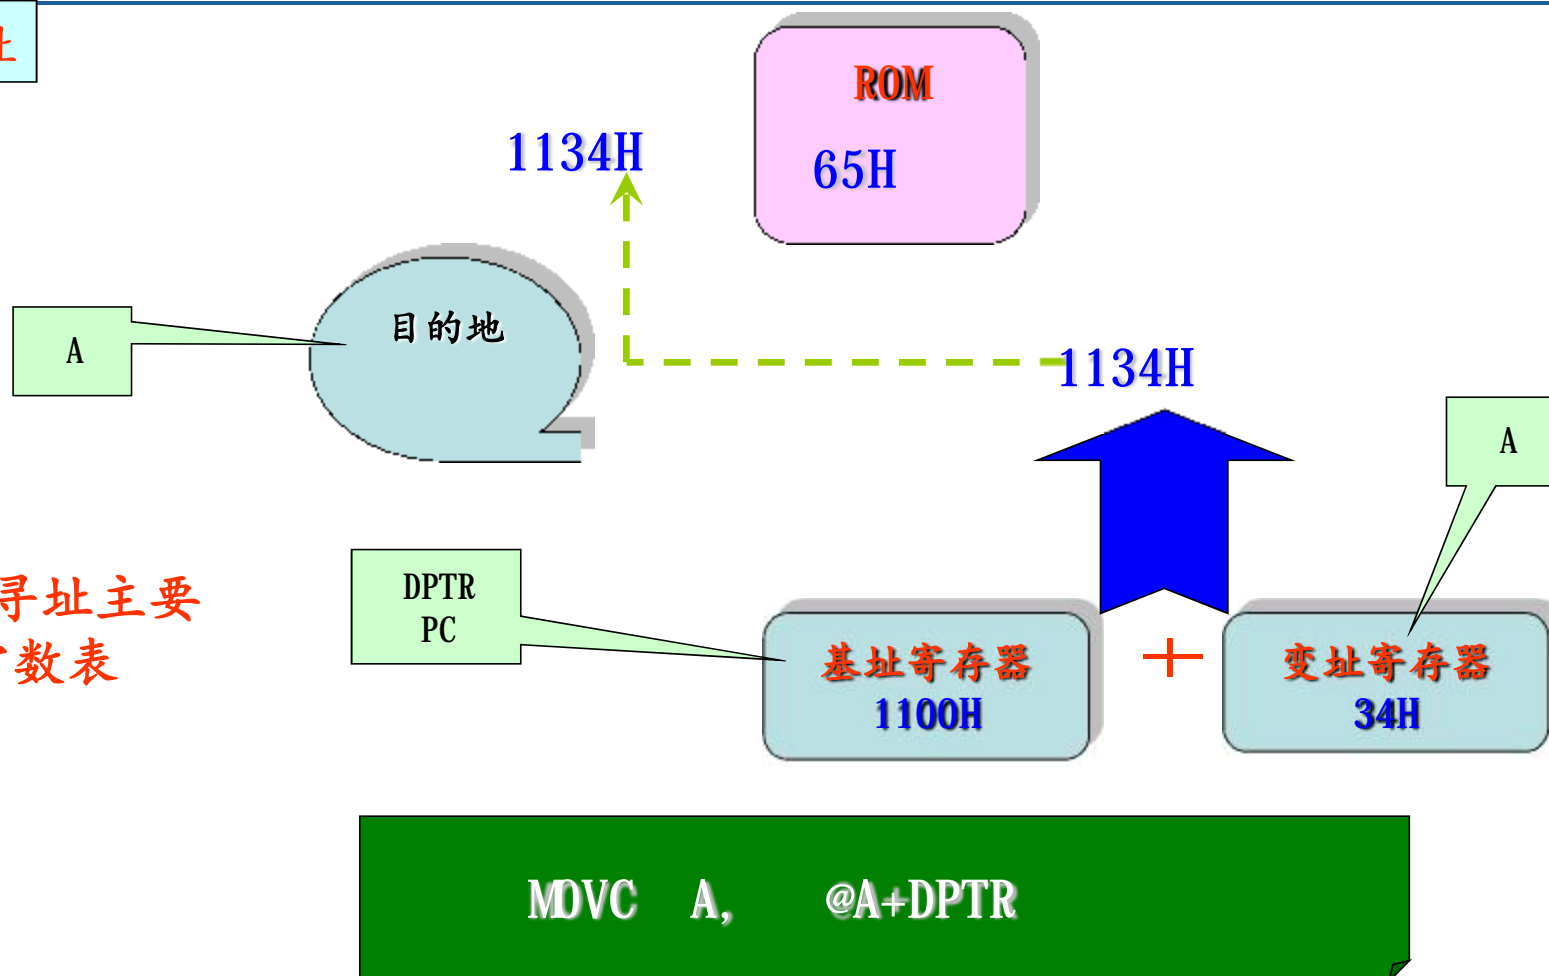 址
ROM
1134H
65H
目的地
A
1134H
A
DPTR
PC
寻址主要
数表
基址寄存器
1100H
变址寄存器
34H
MOVC A, @A+DPTR